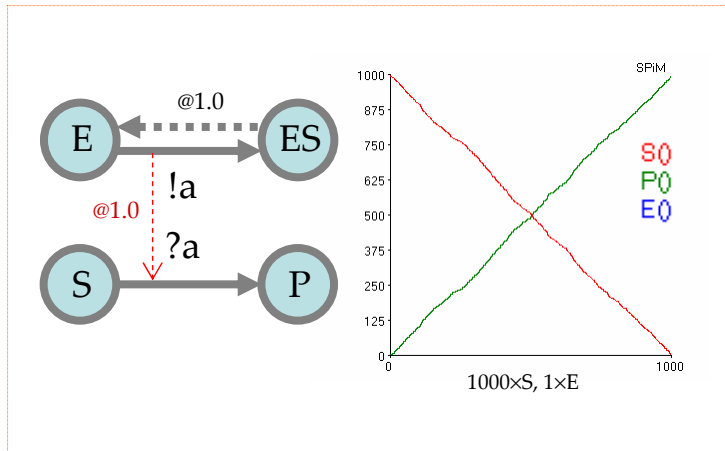 @1.0
E
ES
!a
@1.0
?a
S
P
SPiM
1000
875
750
625
500
375
250
125
0
S()
P()
E()
0
1000
1000×S, 1×E